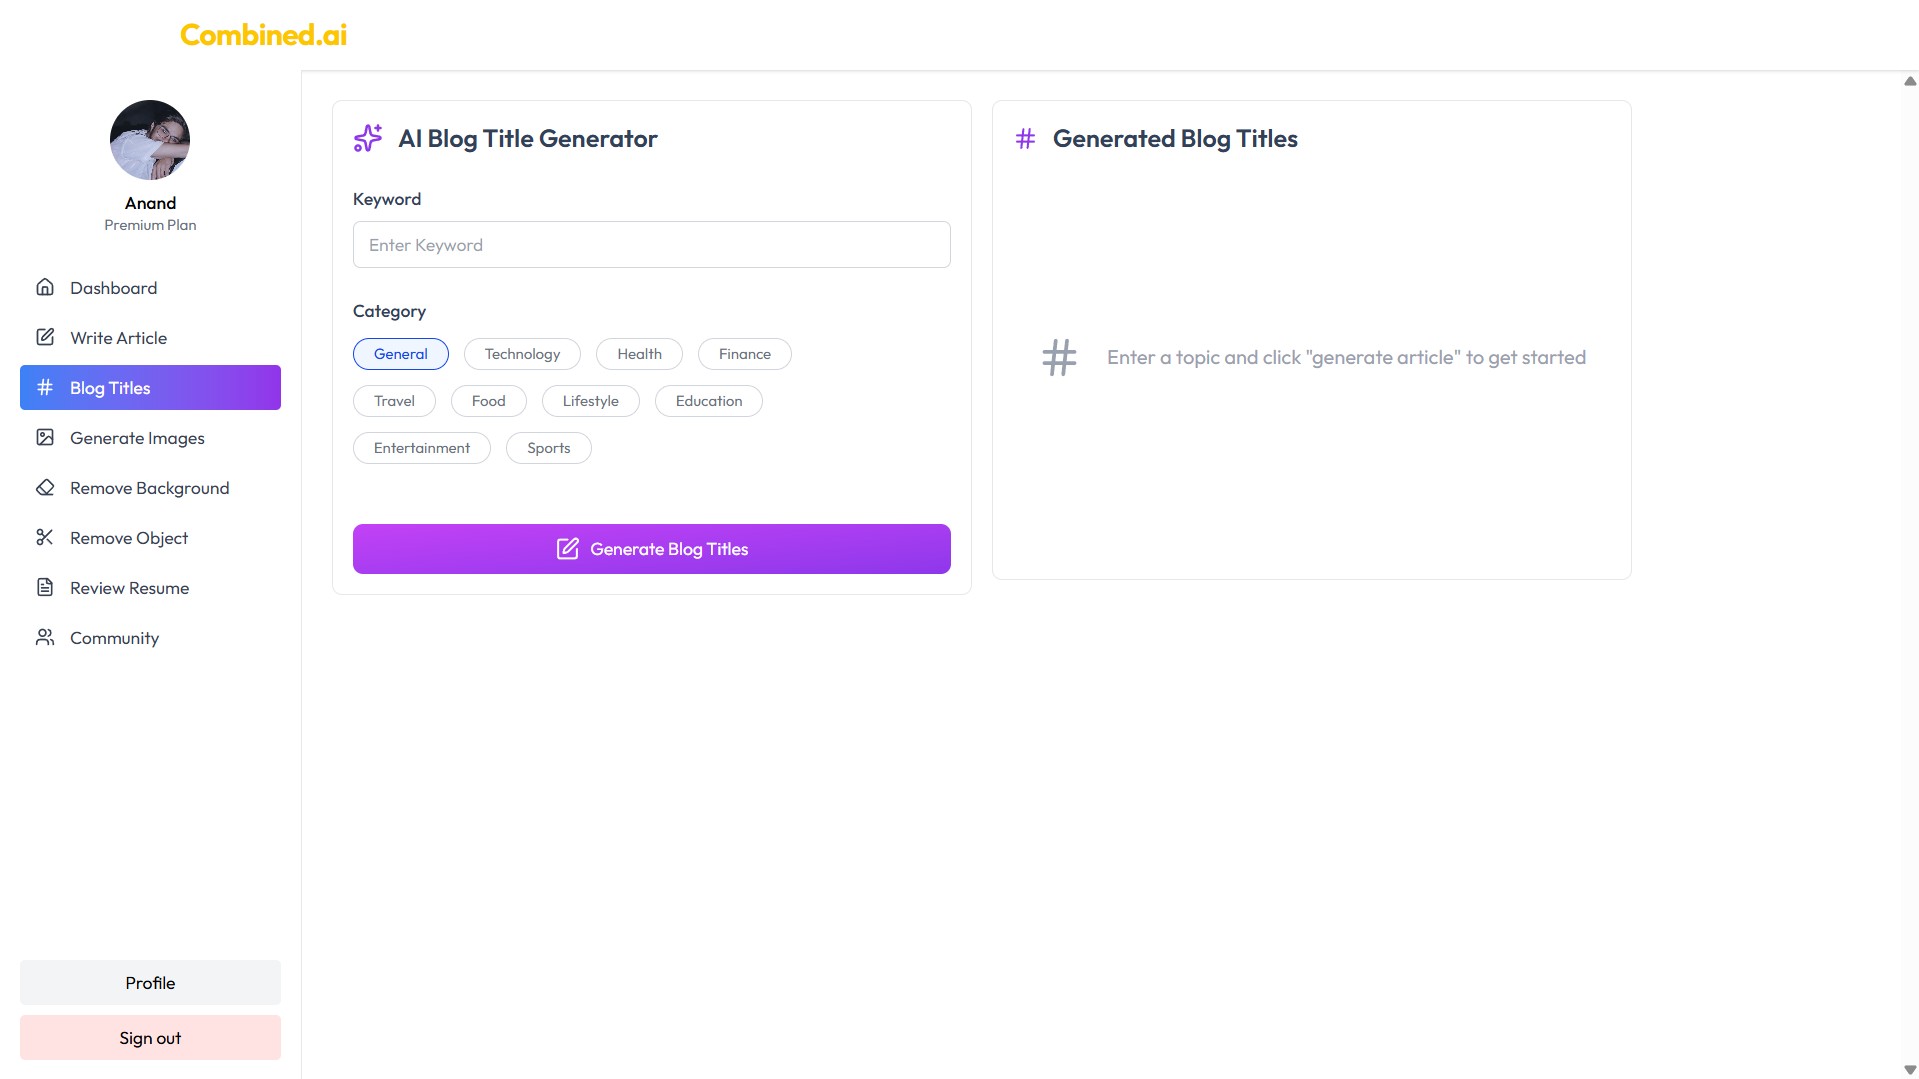 Combined.ai
Anand
Premium Plan
Dashboard
Write Article
Blog Titles
Generate Images
Remove Background
Remove Object
Review Resume
Community
Profile
Sign out
AI Blog Title Generator
Keyword
Enter Keyword
Category
General Technology Health Finance
Travel Food Lifestyle Education
Entertainment Sports
Generate Blog Titles
# Generated Blog Titles
# Enter a topic and click "generate article" to get started